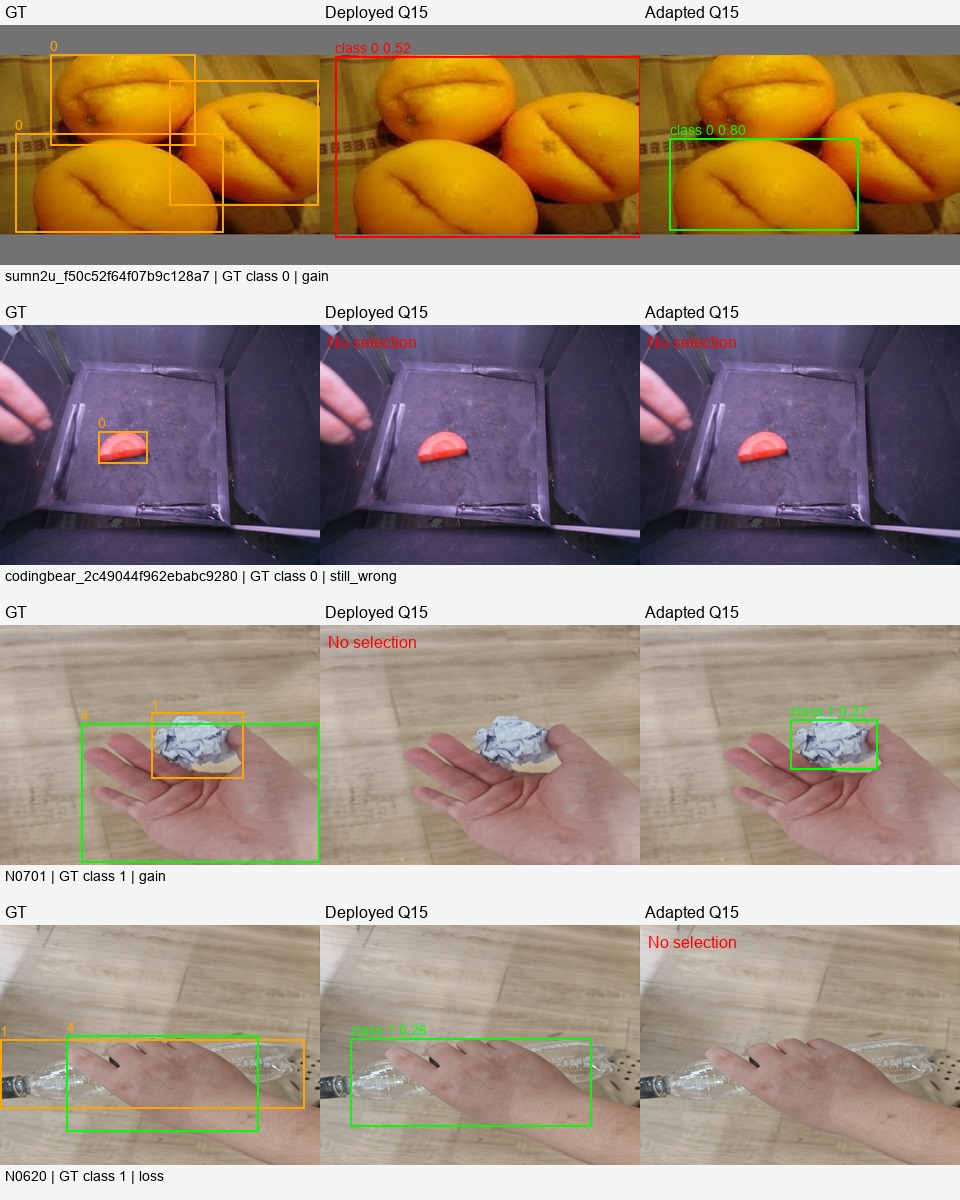 GT Deployed Q15 Adapted Q15
0
class 0 0.52
0
class 0 0.80
sumn2u_f50c52f64f07b9c128a7 | GT class 0 | gain
GT Deployed Q15 Adapted Q15
No selection No selection
0
codingbear_2c49044f962ebabc9280 | GT class 0 | still_wrong
GT Deployed Q15 Adapted Q15
No selection
1
4
class 1 0.27
N0701 | GT class 1 | gain
GT Deployed Q15 Adapted Q15
No selection
1
4
class 1 0.26
N0620 | GT class 1 | loss